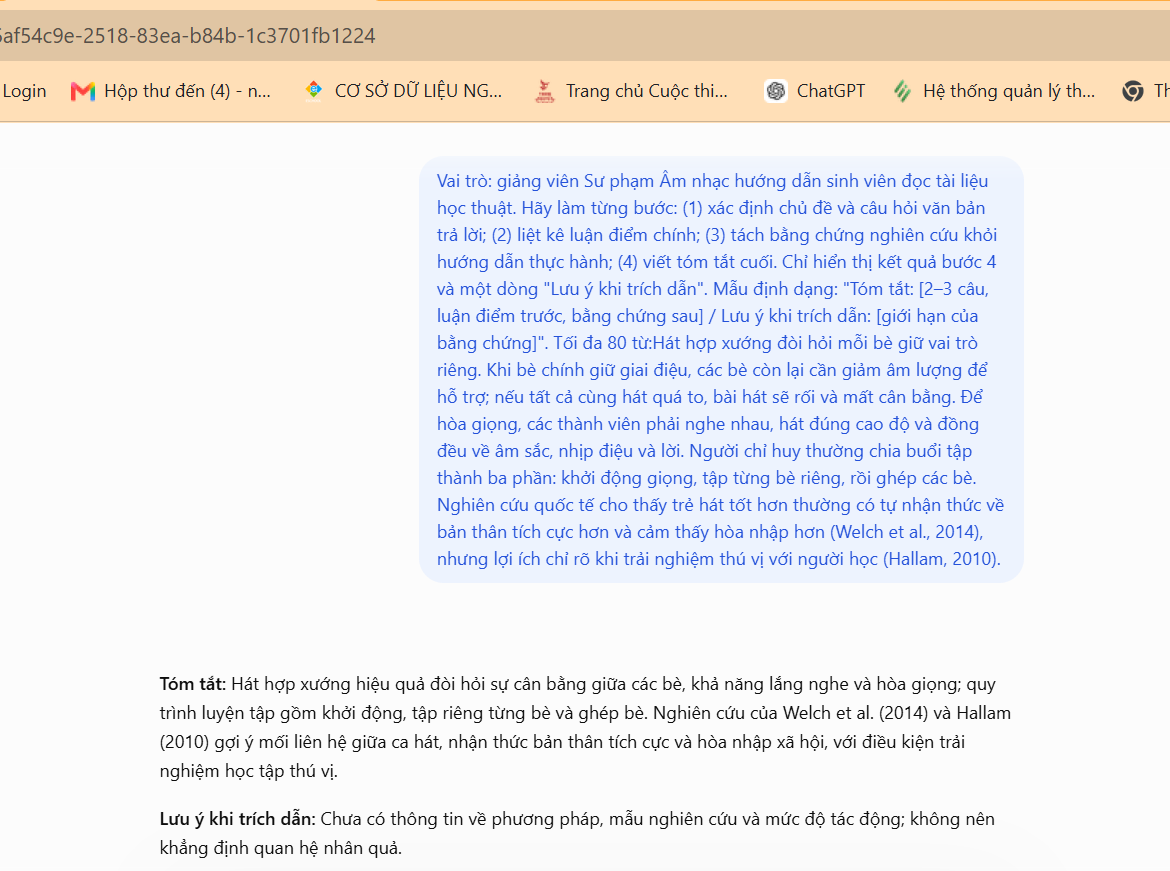 af54c9e-2518-83ea-b84b-1c3701fb1224
Login Hộp thư đến (4) - n... CƠ SỞ DỮ LIỆU NG... Trang chủ Cuộc thi... ChatGPT Hệ thống quản lý th... Th
Vai trò: giảng viên Sư phạm Âm nhạc hướng dẫn sinh viên đọc tài liệu
học thuật. Hãy làm từng bước: (1) xác định chủ đề và câu hỏi văn bản
trả lời; (2) liệt kê luận điểm chính; (3) tách bằng chứng nghiên cứu khỏi
hướng dẫn thực hành; (4) viết tóm tắt cuối. Chỉ hiển thị kết quả bước 4
và một dòng "Lưu ý khi trích dẫn". Mẫu định dạng: "Tóm tắt: [2–3 câu,
luận điểm trước, bằng chứng sau] / Lưu ý khi trích dẫn: [giới hạn của
bằng chứng]". Tối đa 80 từ:Hát hợp xướng đòi hỏi mỗi bè giữ vai trò
riêng. Khi bè chính giữ giai điệu, các bè còn lại cần giảm âm lượng để
hỗ trợ; nếu tất cả cùng hát quá to, bài hát sẽ rối và mất cân bằng. Để
hòa giọng, các thành viên phải nghe nhau, hát đúng cao độ và đồng
đều về âm sắc, nhịp điệu và lời. Người chỉ huy thường chia buổi tập
thành ba phần: khởi động giọng, tập từng bè riêng, rồi ghép các bè.
Nghiên cứu quốc tế cho thấy trẻ hát tốt hơn thường có tự nhận thức về
bản thân tích cực hơn và cảm thấy hòa nhập hơn (Welch et al., 2014),
nhưng lợi ích chỉ rõ khi trải nghiệm thú vị với người học (Hallam, 2010).
Tóm tắt: Hát hợp xướng hiệu quả đòi hỏi sự cân bằng giữa các bè, khả năng lắng nghe và hòa giọng; quy
trình luyện tập gồm khởi động, tập riêng từng bè và ghép bè. Nghiên cứu của Welch et al. (2014) và Hallam
(2010) gợi ý mối liên hệ giữa ca hát, nhận thức bản thân tích cực và hòa nhập xã hội, với điều kiện trải
nghiệm học tập thú vị.
Lưu ý khi trích dẫn: Chưa có thông tin về phương pháp, mẫu nghiên cứu và mức độ tác động; không nên
khẳng định quan hệ nhân quả.